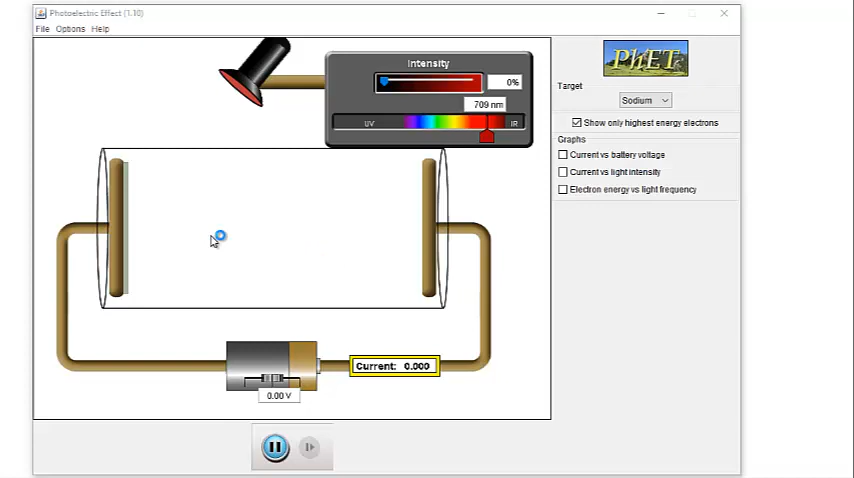 Photoelectric Effect (1.10)
File Options Help
Intensity
0%
709 nm
UV
IR
PhET
Target
Sodium
Show only highest energy electrons
Graphs
Current vs battery voltage
Current vs light intensity
Electron energy vs light frequency
Current: 0.000
0.00 V